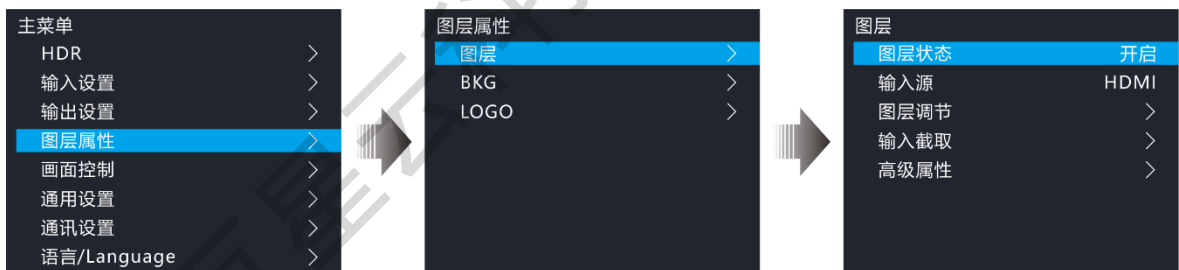 主菜单
HDR >
输入设置 >
输出设置 >
图层属性 >
画面控制 >
通用设置 >
通讯设置 >
语言/Language >
图层属性
图层 >
BKG >
LOGO >
图层
图层状态 开启
输入源 HDMI
图层调节 >
输入截取 >
高级属性 >